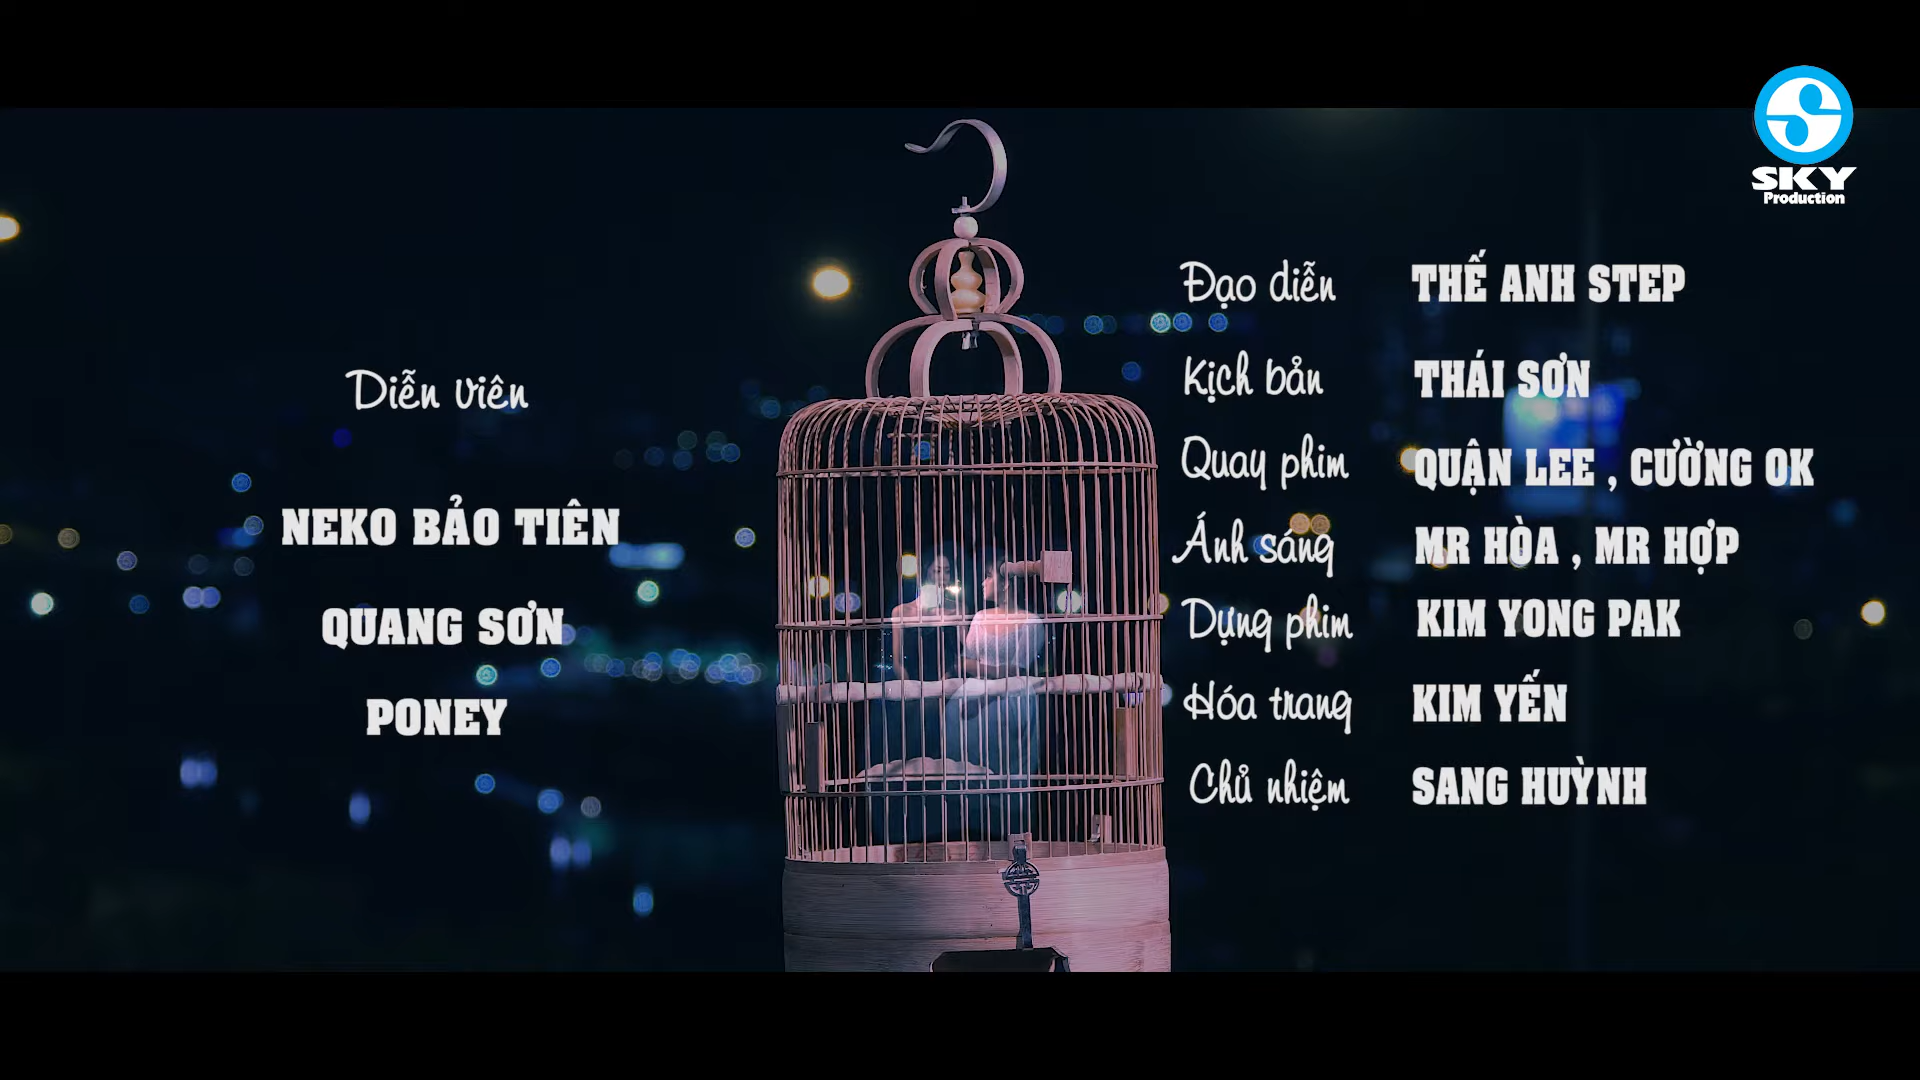 SKY
Production
Diễn viên
NEKO BẢO TIÊN
QUANG SƠN
PONEY
Đạo diễn THẾ ANH STEP
Kịch bản THÁI SƠN
Quay phim QUẬN LEE , CƯỜNG OK
Ánh sáng MR HÒA , MR HỢP
Dựng phim KIM YONG PAK
Hóa trang KIM YẾN
Chủ nhiệm SANG HUỲNH